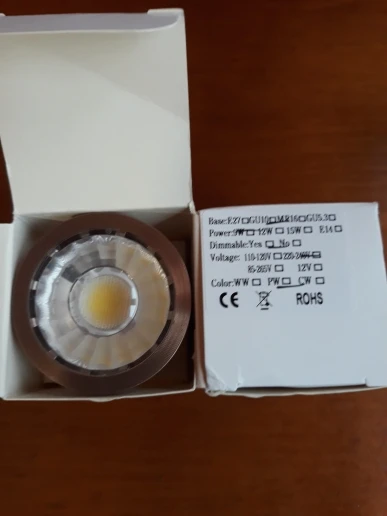 Base:E27☐GU10☐MR16☐GU5.3☐
Power:9W☐ 12W☐ 15W☐ E14☐
Dimmable:Yes☐ No☐
Voltage: 110-120V☐ 220-240V☐
85-265V☐ 12V☐
Color:WW☐ PW☐ CW☐
CE ROHS